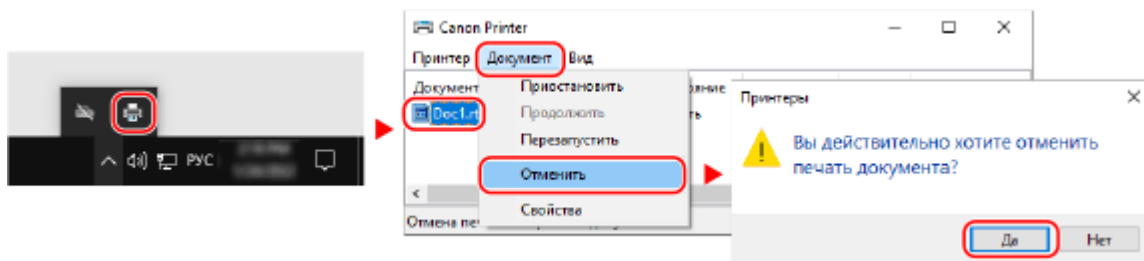 РУС
Canon Printer
Принтер Документ Вид
Документ
Doc1.rt
Приостановить
Продолжить
Перезапустить
Отменить
Свойства
Отмена
Принтеры
Вы действительно хотите отменить
печать документа?
Да Нет